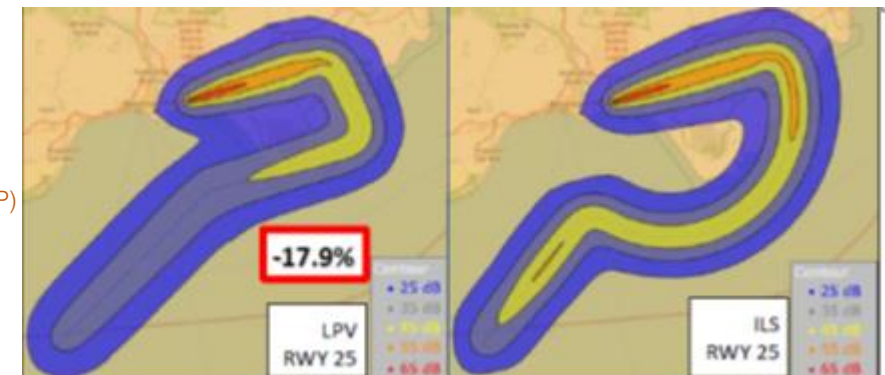 P)
-17.9%
LPV
RWY 25
Contour
25 dB
35 dB
45 dB
55 dB
65 dB
ILS
RWY 25
Contour
25 dB
35 dB
45 dB
55 dB
65 dB